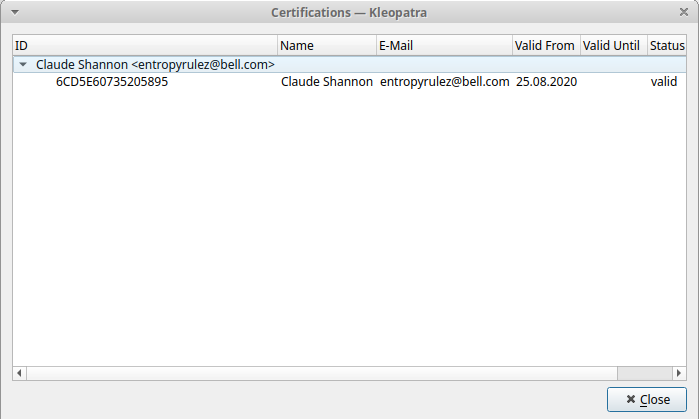 Certifications — Kleopatra
ID Name E-Mail Valid From Valid Until Status
Claude Shannon <entropyrulez@bell.com>
6CD5E60735205895 Claude Shannon entropyrulez@bell.com 25.08.2020 valid
Close